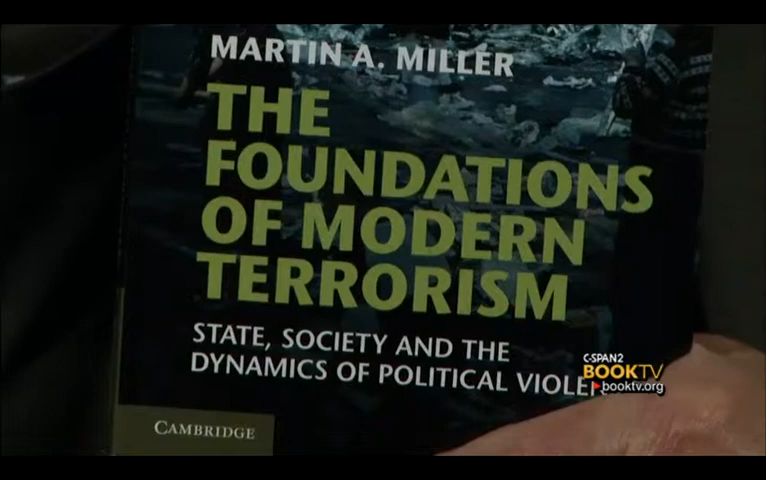 MARTIN A. MILLER
THE
FOUNDATIONS
OF MODERN
TERRORISM
STATE, SOCIETY AND THE
DYNAMICS OF POLITICAL
CAMBRIDGE
C-SPAN2
BOOKTV
booktv.org